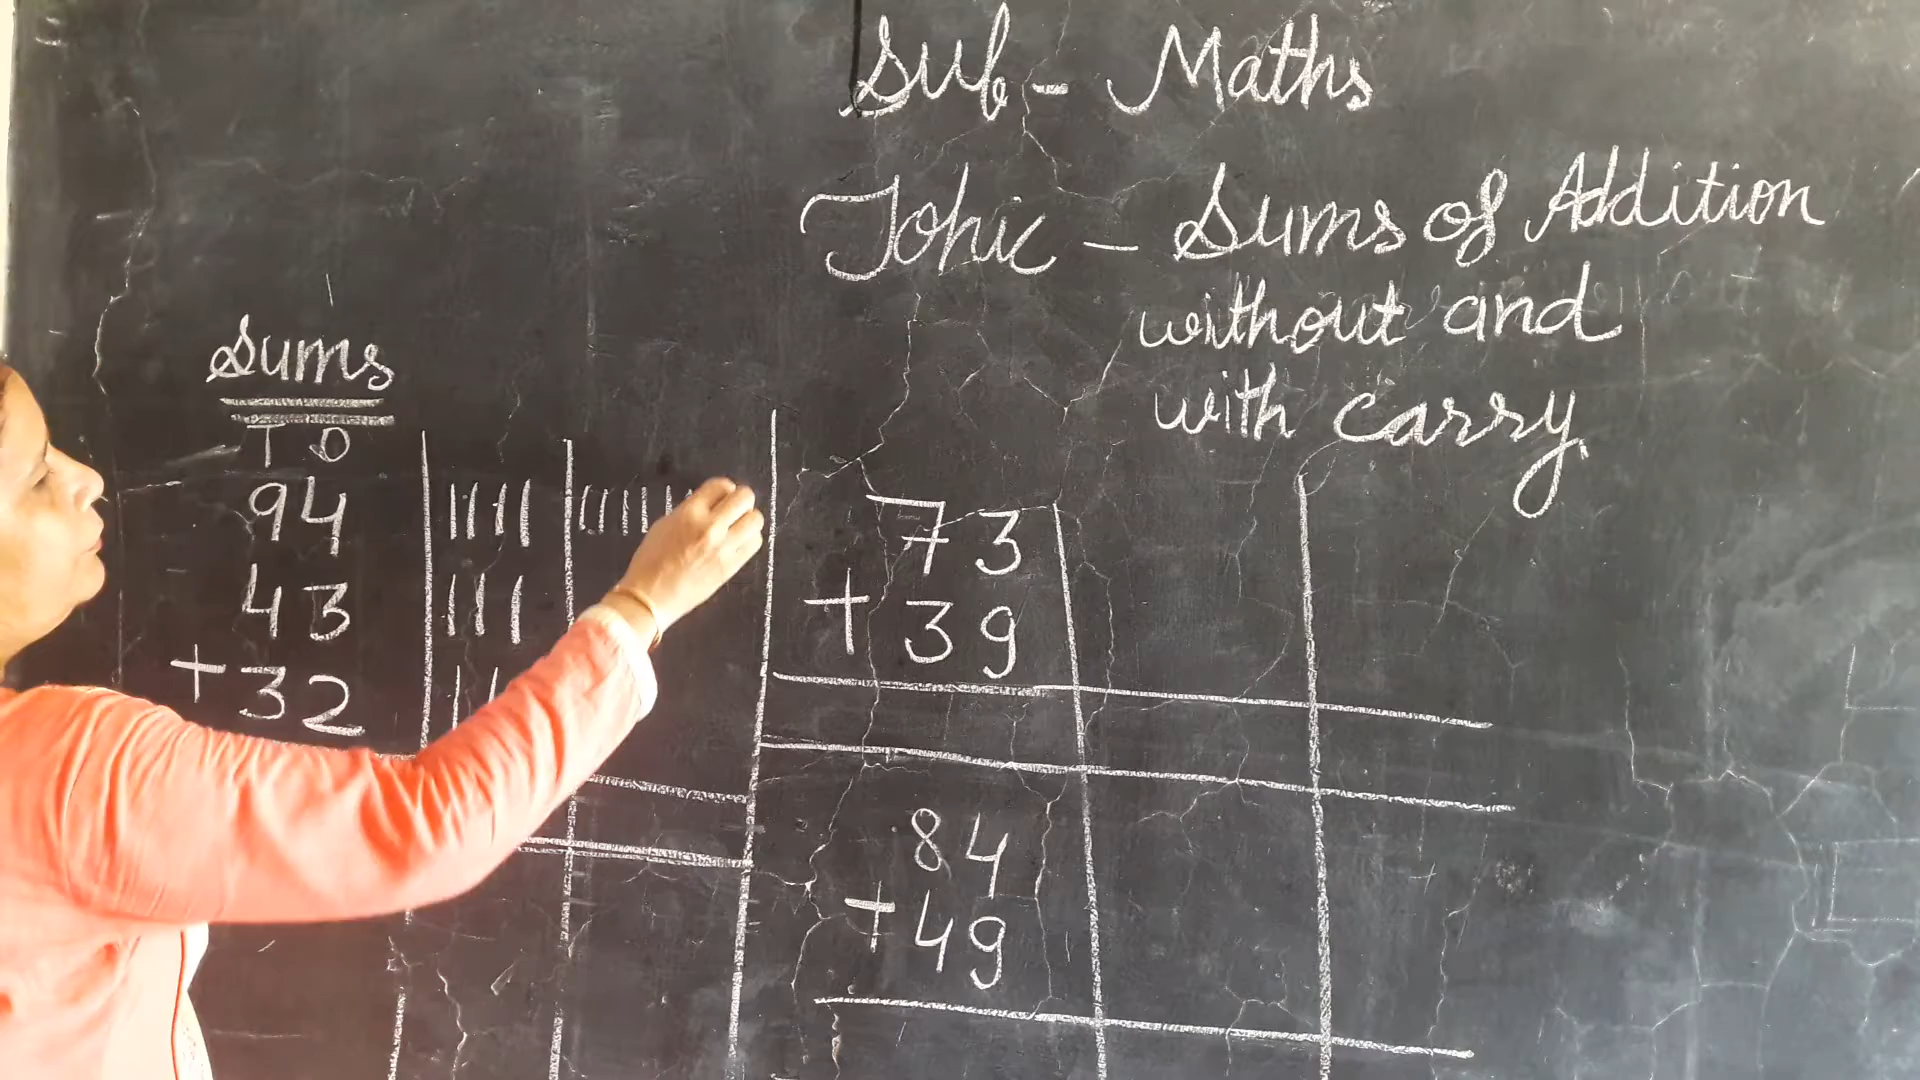 Sub - Maths
Topic - Sums of Addition
without and
with carry
Sums
T O
94
43
+ 32
73
+ 39
84
+ 49